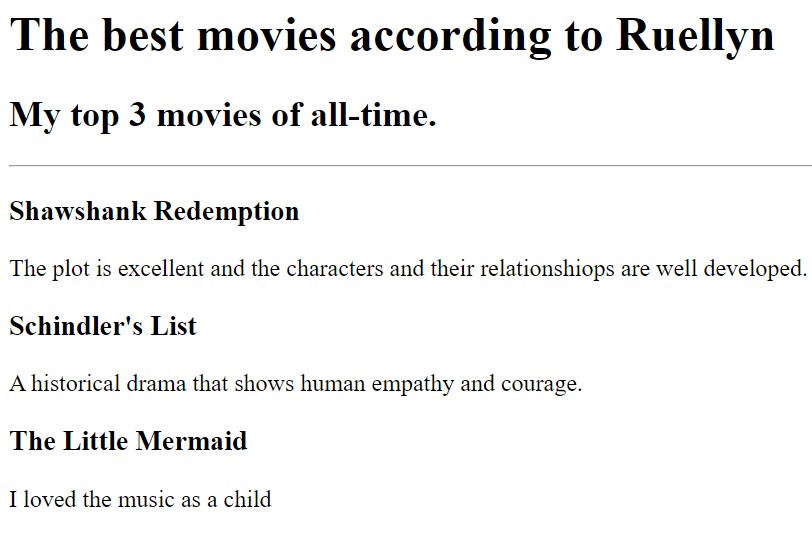 The best movies according to Ruellyn
My top 3 movies of all-time.
Shawshank Redemption
The plot is excellent and the characters and their relationshiops are well developed.
Schindler's List
A historical drama that shows human empathy and courage.
The Little Mermaid
I loved the music as a child